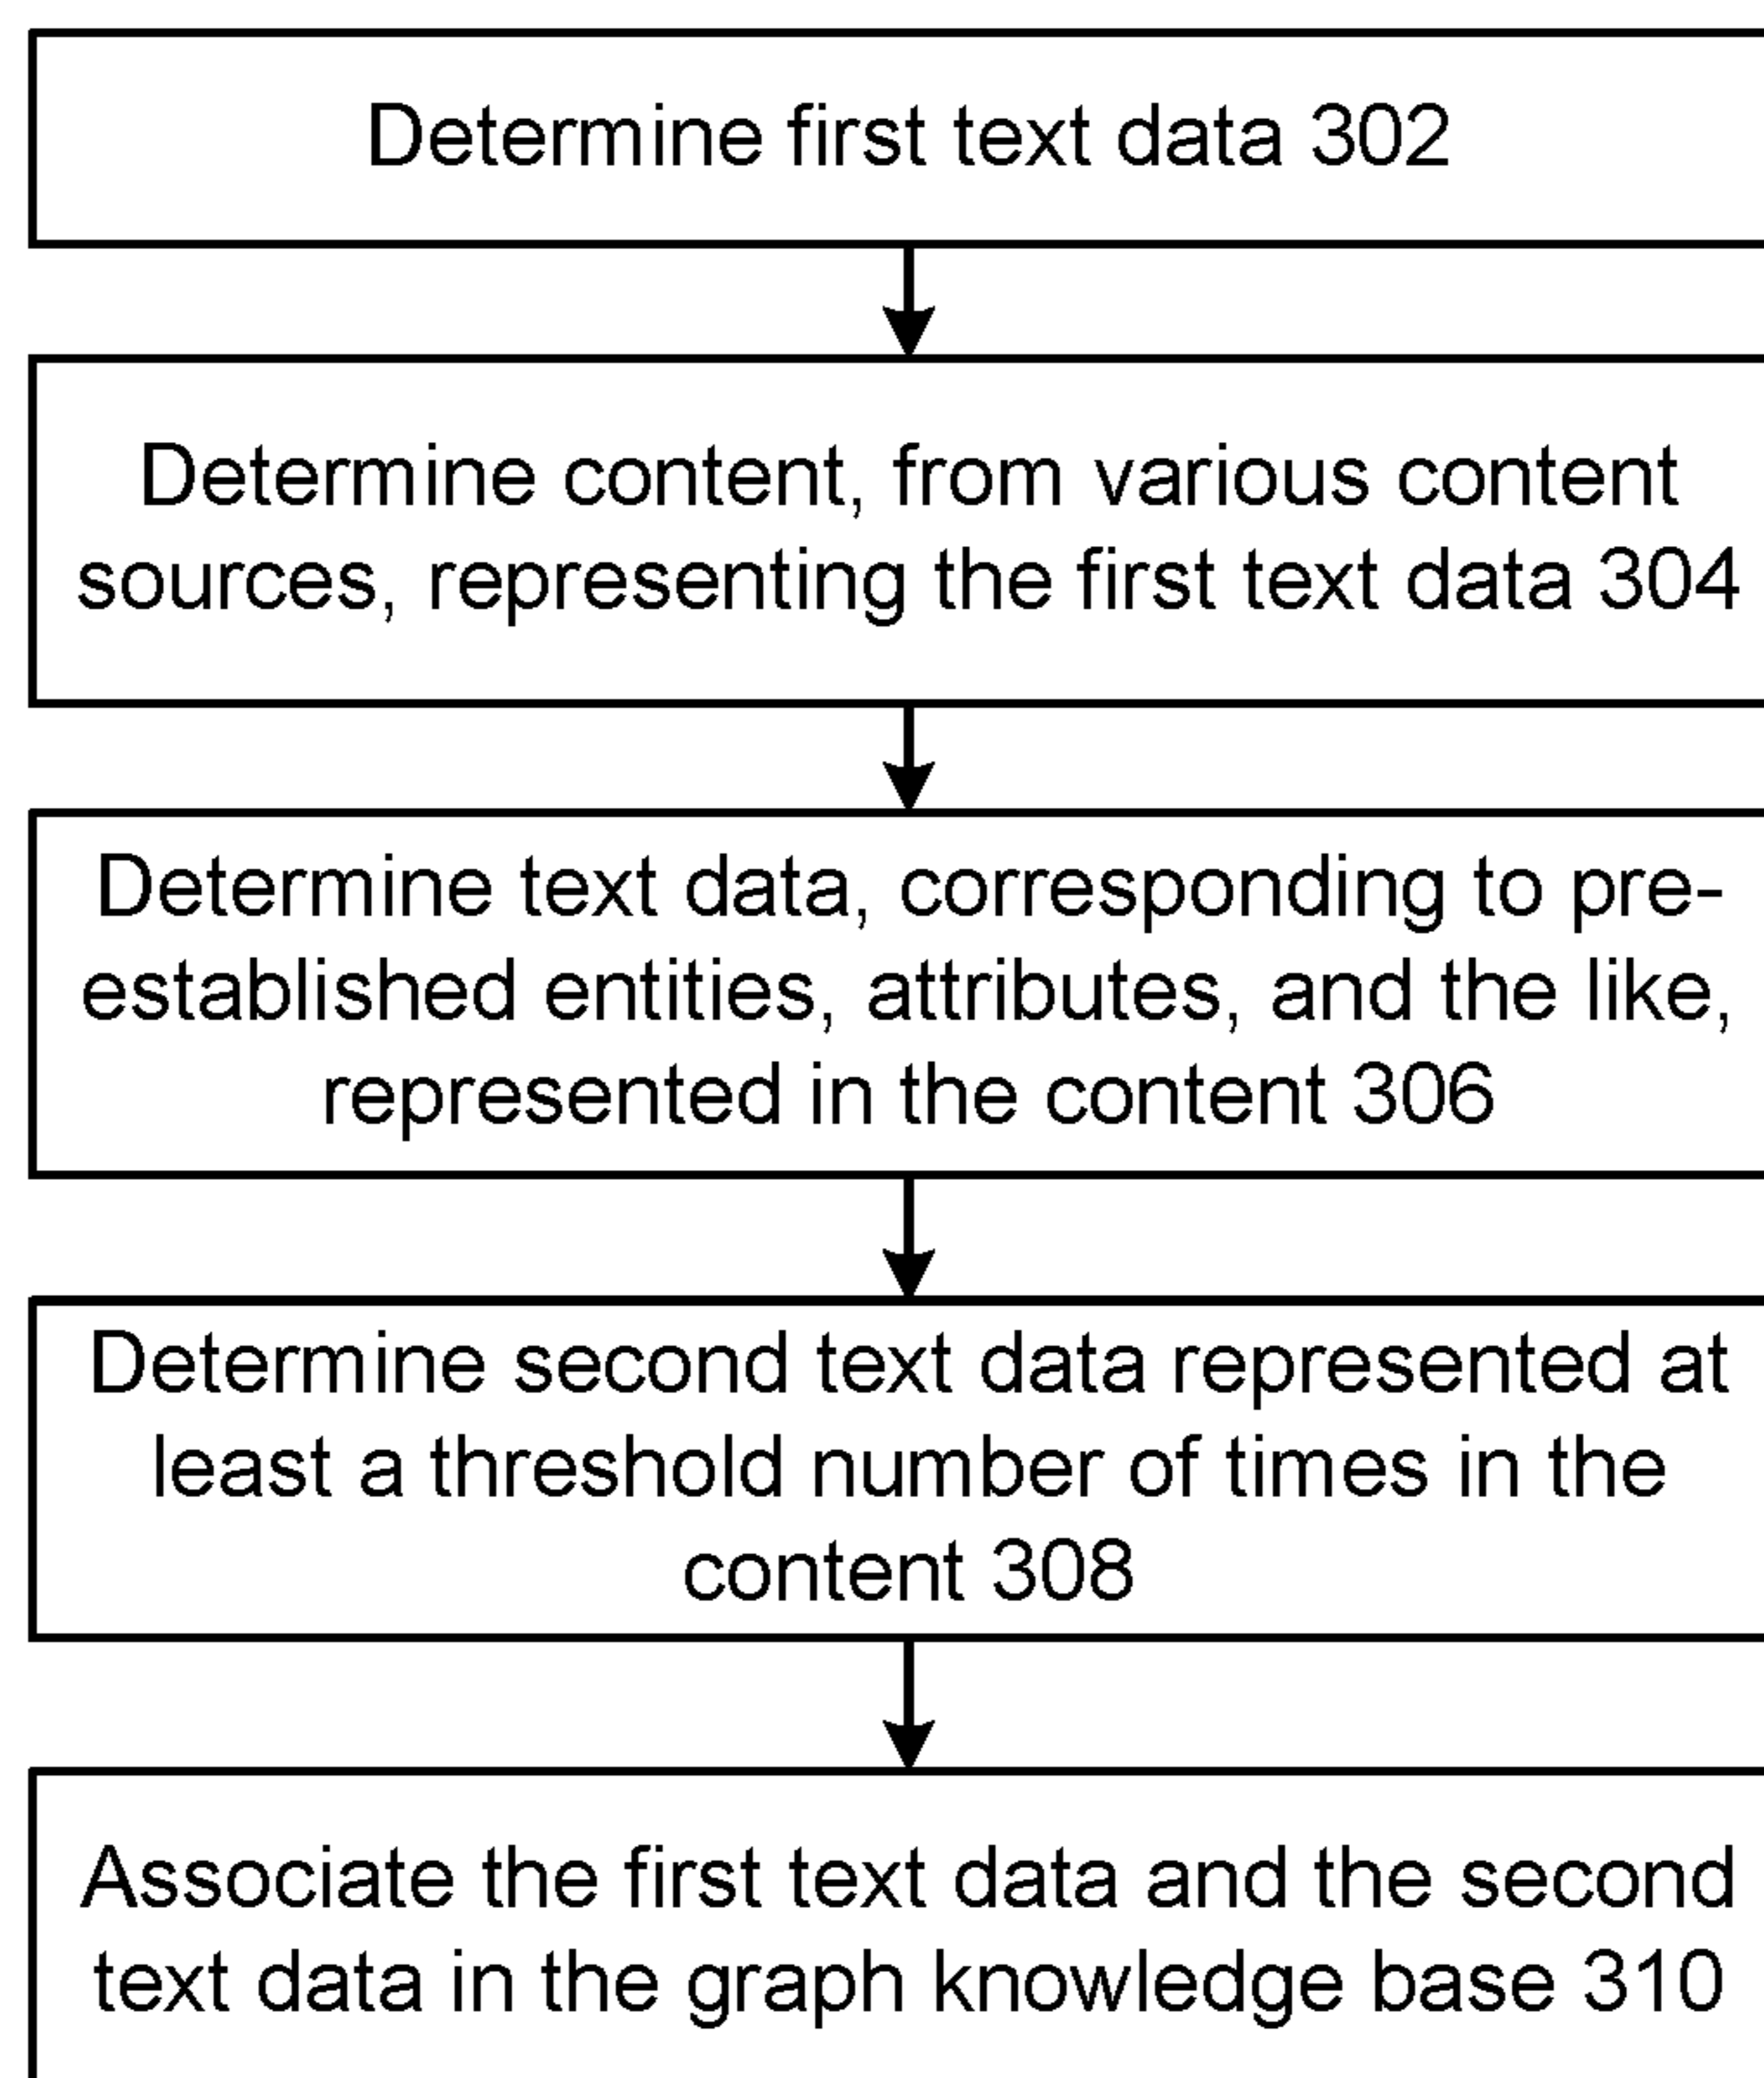 Determine first text data 302
Determine content, from various content
sources, representing the first text data 304
Determine text data, corresponding to pre-
established entities, attributes, and the like,
represented in the content 306
Determine second text data represented at
least a threshold number of times in the
content 308
Associate the first text data and the second
text data in the graph knowledge base 310